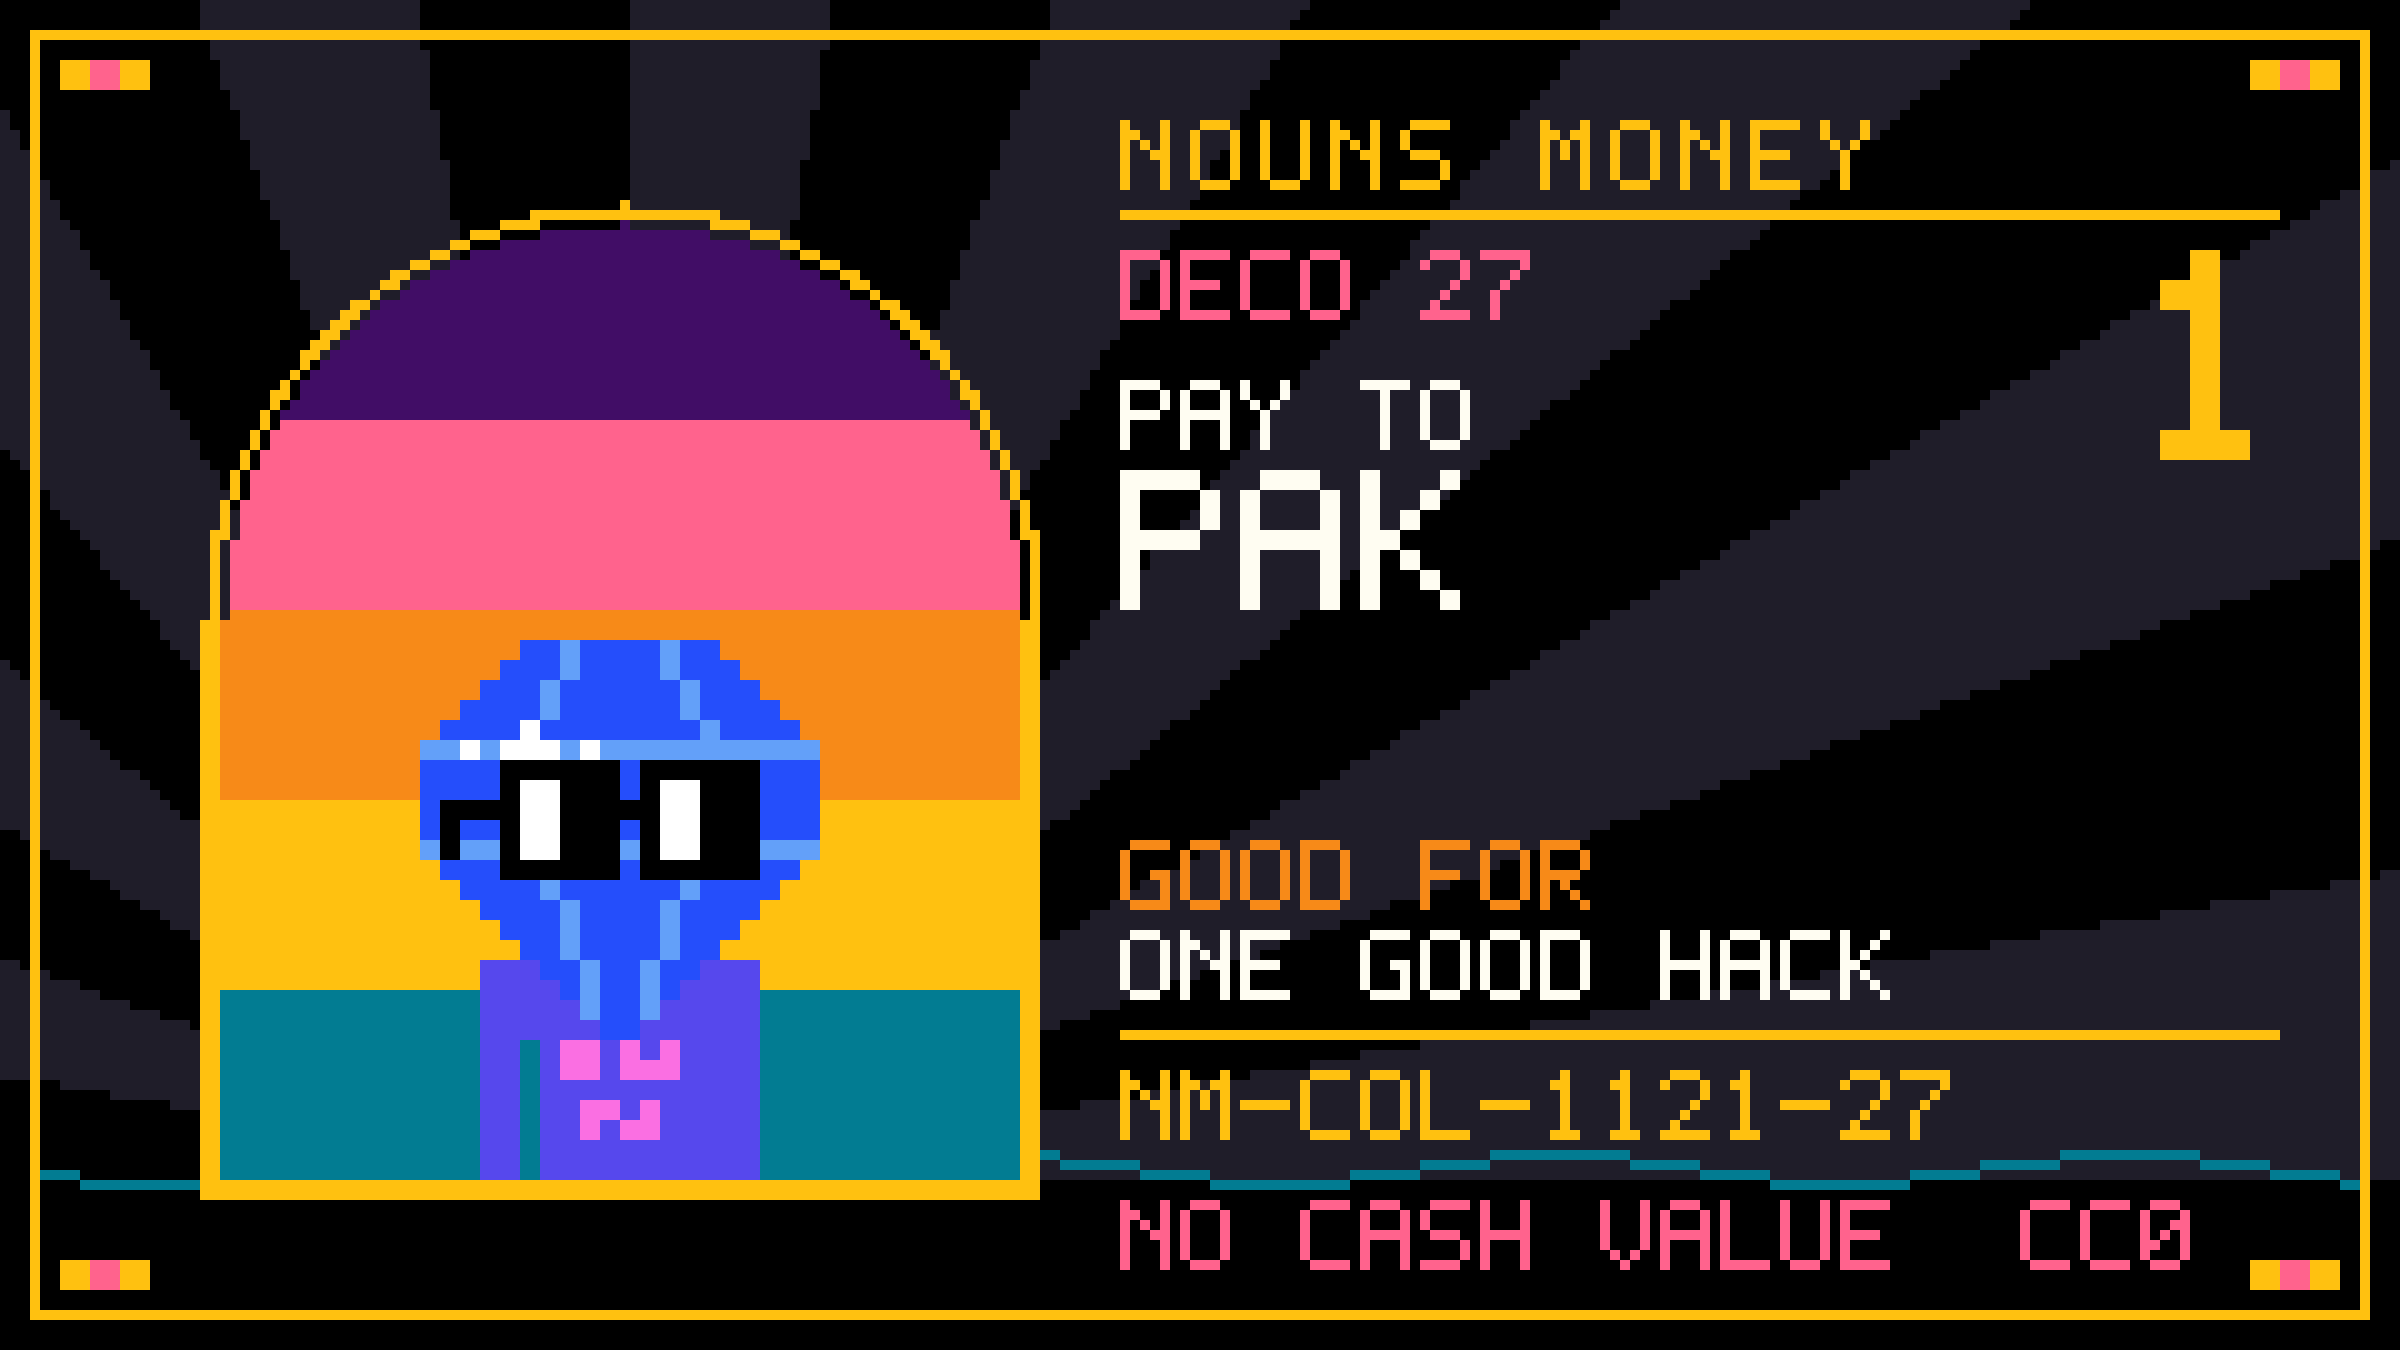 NOUNS MONEY
DECO 27
1
PAY TO
PAK
GOOD FOR
ONE GOOD HACK
NM-COL-1121-27
NO CASH VALUE CC0